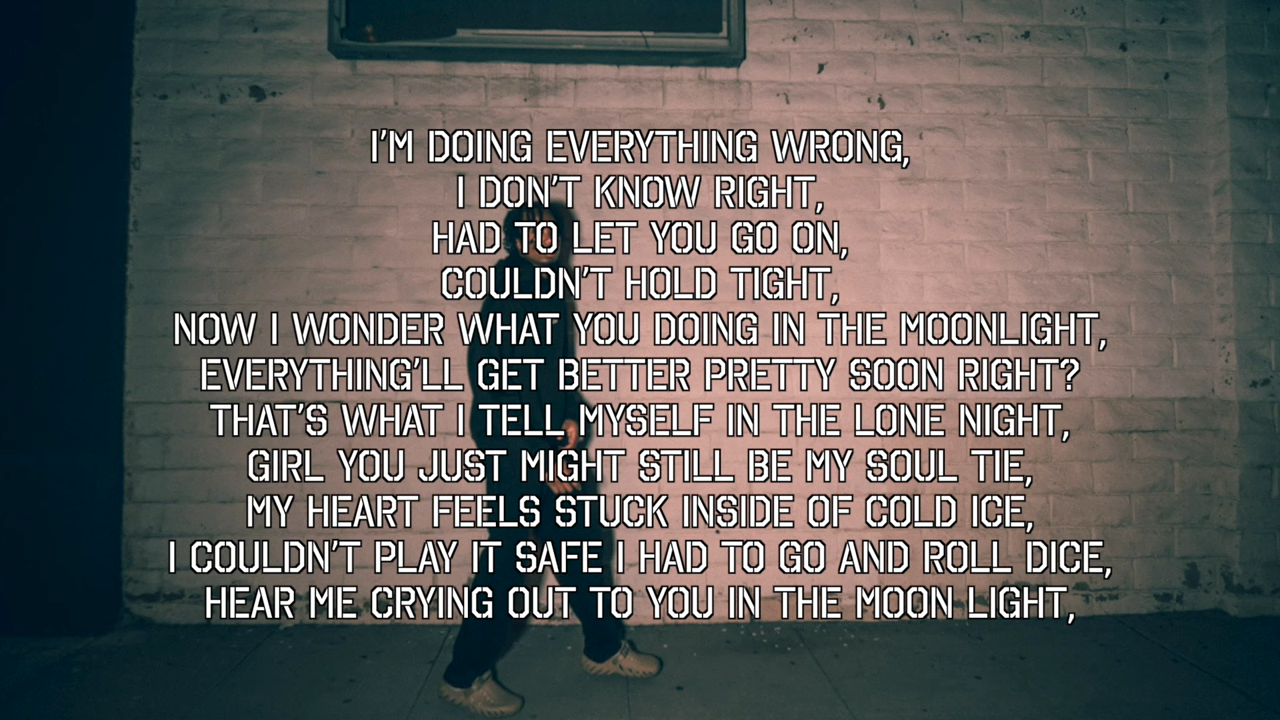 I'M DOING EVERYTHING WRONG,
I DON'T KNOW RIGHT,
HAD TO LET YOU GO ON,
COULDN'T HOLD TIGHT,
NOW I WONDER WHAT YOU DOING IN THE MOONLIGHT,
EVERYTHING'LL GET BETTER PRETTY SOON RIGHT?
THAT'S WHAT I TELL MYSELF IN THE LONE NIGHT,
GIRL YOU JUST MIGHT STILL BE MY SOUL TIE,
MY HEART FEELS STUCK INSIDE OF COLD ICE,
I COULDN'T PLAY IT SAFE I HAD TO GO AND ROLL DICE,
HEAR ME CRYING OUT TO YOU IN THE MOON LIGHT,